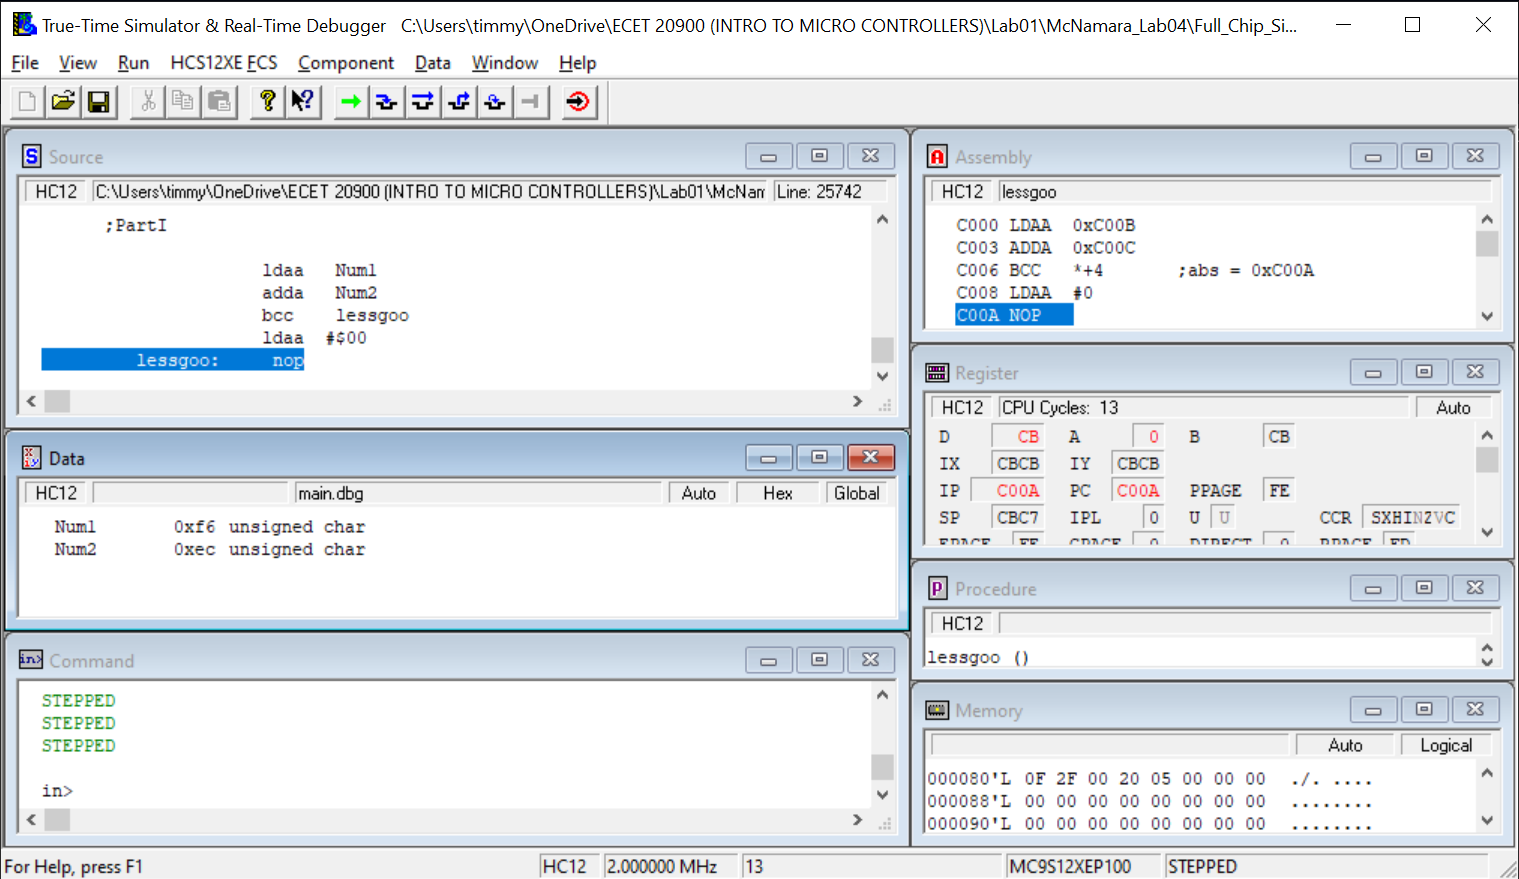 True-Time Simulator & Real-Time Debugger C:\Users\timmy\OneDrive\ECET 20900 (INTRO TO MICRO CONTROLLERS)\Lab01\McNamara_Lab04\Full_Chip_Si...
File View Run HCS12XE FCS Component Data Window Help
Source
HC12 C:\Users\timmy\OneDrive\ECET 20900 (INTRO TO MICRO CONTROLLERS)\Lab01\McNam Line: 25742
;PartI
ldaa Num1
adda Num2
bcc lessgoo
ldaa #$00
lessgoo: nop
Data
HC12 main.dbg Auto Hex Global
Num1 0xf6 unsigned char
Num2 0xec unsigned char
in> Command
STEPPED
STEPPED
STEPPED
in>
Assembly
HC12 lessgoo
C000 LDAA 0xC00B
C003 ADDA 0xC00C
C006 BCC *+4 ;abs = 0xC00A
C008 LDAA #0
C00A NOP
Register
HC12 CPU Cycles: 13 Auto
D CB A 0 B CB
IX CBCB IY CBCB
IP C00A PC C00A PPAGE FE
SP CBC7 IPL 0 U U CCR SXHINZVC
EPAGE FE GPAGE 0 DIRECT 0 RPAGE FD
Procedure
HC12
lessgoo ()
Memory
Auto Logical
000080'L 0F 2F 00 20 05 00 00 00 ./. ....
000088'L 00 00 00 00 00 00 00 00 ........
000090'L 00 00 00 00 00 00 00 00 ........
For Help, press F1 HC12 2.000000 MHz 13 MC9S12XEP100 STEPPED